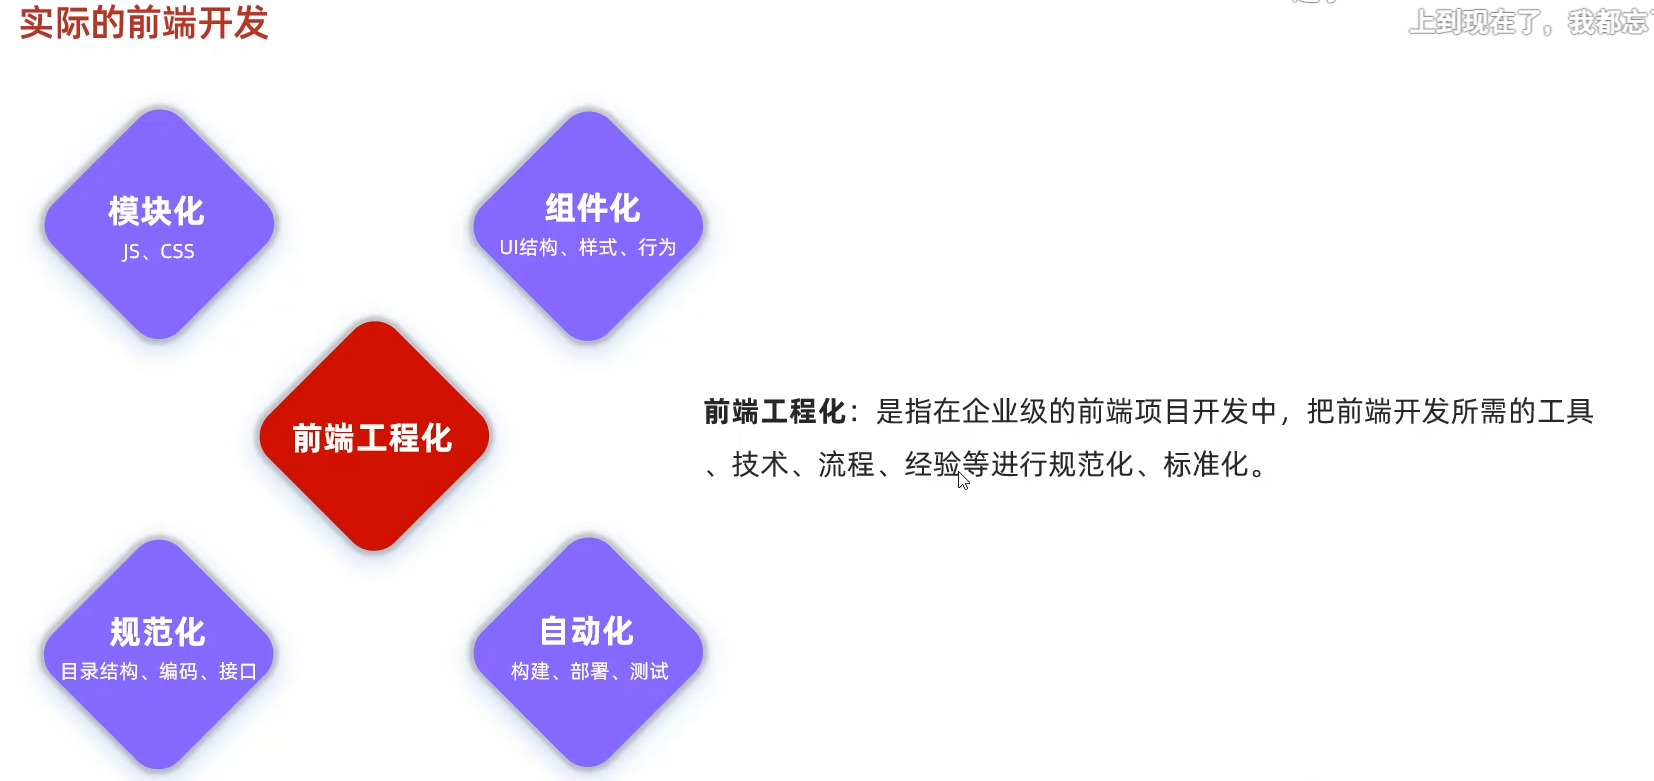 实际的前端开发
上到现在了，我都忘
模块化
JS、CSS
组件化
UI结构、样式、行为
前端工程化
前端工程化：是指在企业级的前端项目开发中，把前端开发所需的工具
、技术、流程、经验等进行规范化、标准化。
规范化
目录结构、编码、接口
自动化
构建、部署、测试